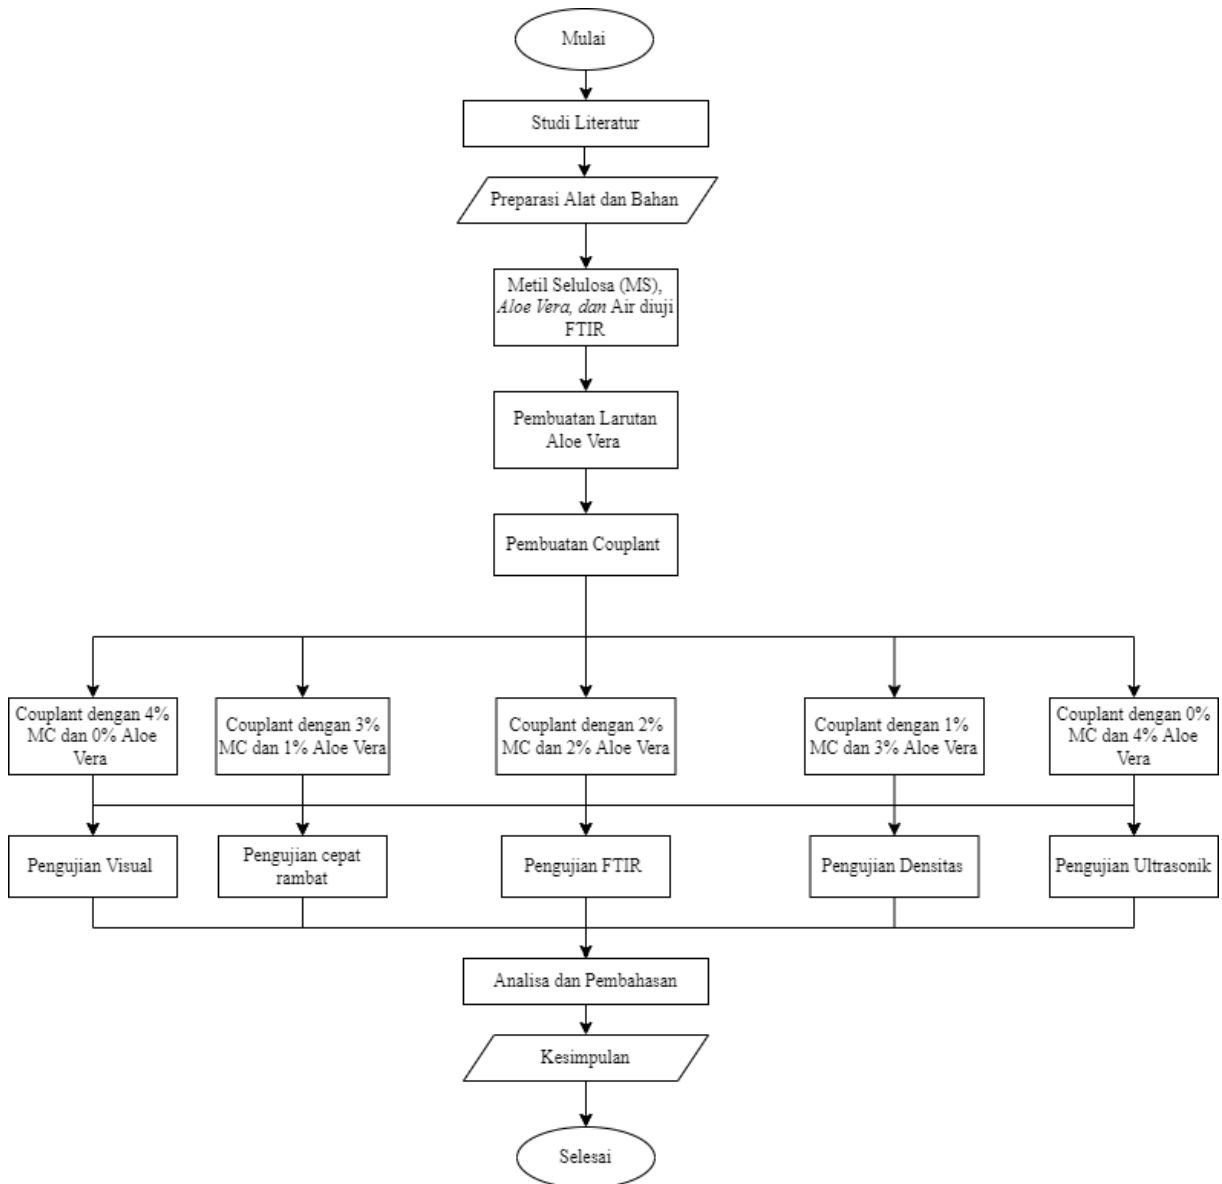 Mulai
Studi Literatur
Preparasi Alat dan Bahan
Metil Selulosa (MS),
Aloe Vera, dan Air diuji
FTIR
Pembuatan Larutan
Aloe Vera
Pembuatan Couplant
Couplant dengan 4%
MC dan 0% Aloe
Vera
Couplant dengan 3%
MC dan 1% Aloe Vera
Couplant dengan 2%
MC dan 2% Aloe Vera
Couplant dengan 1%
MC dan 3% Aloe Vera
Couplant dengan 0%
MC dan 4% Aloe
Vera
Pengujian Visual
Pengujian cepat
rambat
Pengujian FTIR
Pengujian Densitas
Pengujian Ultrasonik
Analisa dan Pembahasan
Kesimpulan
Selesai